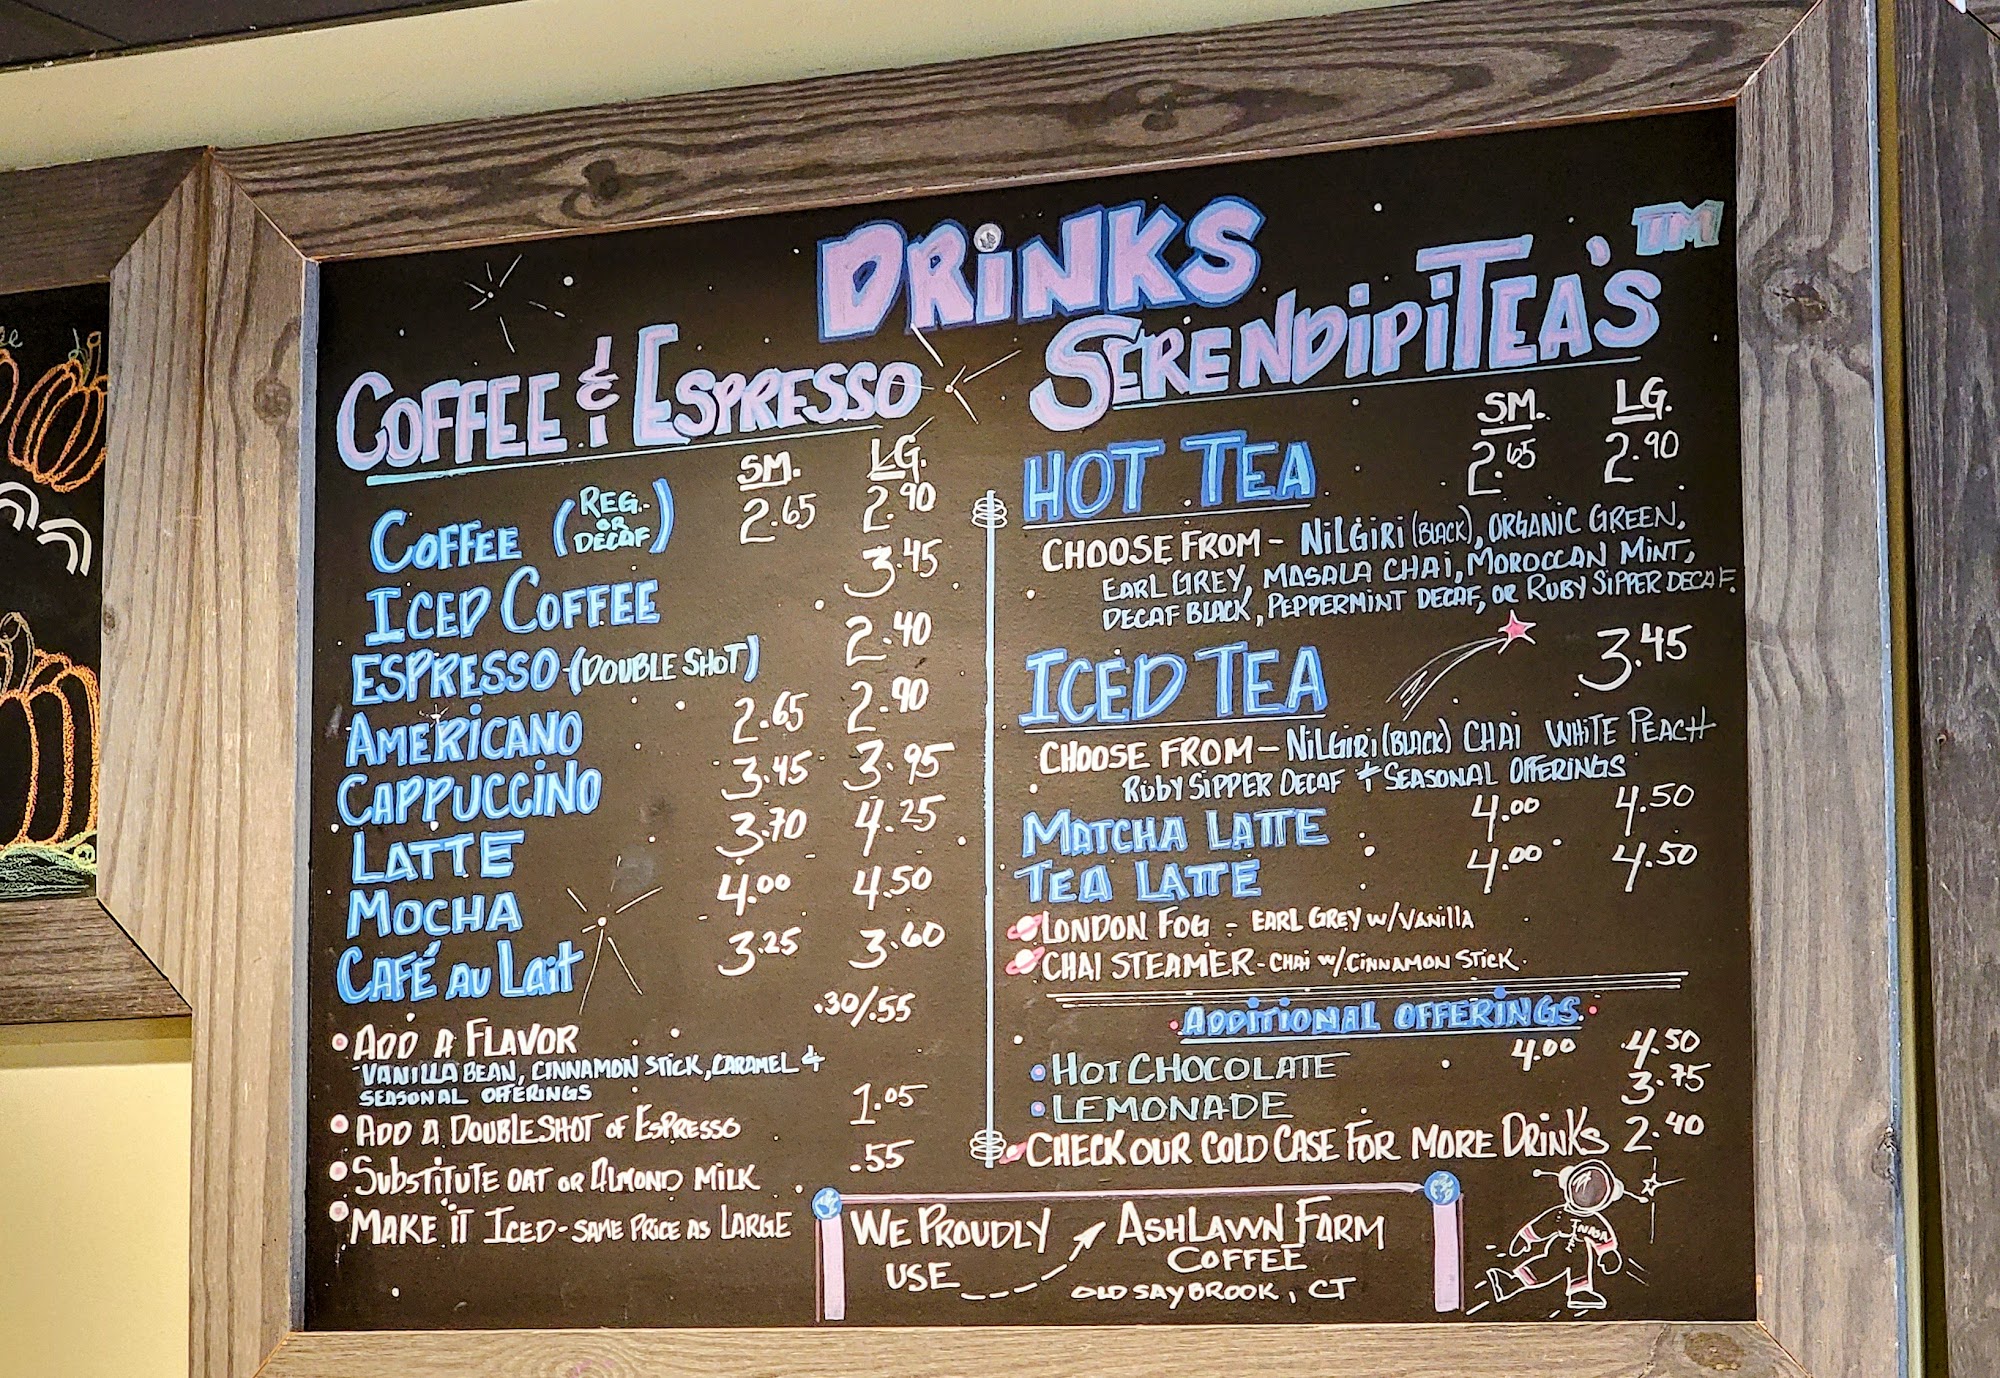 DRiNKS
COFFEE & ESPRESSO
SM. LG.
COFFEE (REG. OR DECAF) 2.65 2.90
ICED COFFEE 3.45
ESPRESSO-(DOUBLE SHOT) 2.40
AMERICANO 2.65 2.90
CAPPUCCINO 3.45 3.95
LATTE 3.70 4.25
MOCHA 4.00 4.50
CAFÉ AU Lait 3.25 3.60
ADD A FLAVOR .30/.55
VANILLA BEAN, CINNAMON STICK, CARAMEL &
SEASONAL OFFERINGS
ADD A DOUBLE SHOT OF ESPRESSO 1.05
SUBSTITUTE OAT OR ALMOND MILK .55
MAKE IT ICED - SAME PRICE AS LARGE
SERENDIPITEA'S TM
SM. LG.
HOT TEA 2.65 2.90
CHOOSE FROM - NiLGiRi (BLACK), ORGANIC GREEN,
EARL GREY, MASALA CHAi, MOROCCAN MiNT,
DECAF BLACK, PEPPERMINT DECAF, OR RUBY SiPPER DECAF.
ICED TEA 3.45
CHOOSE FROM - NiLGiRi (BLACK) CHAI WHiTE PEACH
RUBY SiPPER DECAF + SEASONAL OFFERINGS
MATCHA LATTE 4.00 4.50
TEA LATTE 4.00 4.50
LONDON FOG - EARL GREY W/VANillA
CHAI STEAMER - CHAi W/CINNAMON STICK.
ADDITIONAL OFFERINGS
HOT CHOCOLATE 4.00 4.50
LEMONADE 3.75
CHECK OUR COLD CASE FOR MORE DRINKS 2.40
WE PROUDLY
USE
ASHLAWN FARM
COFFEE
OLD SAYBROOK, CT